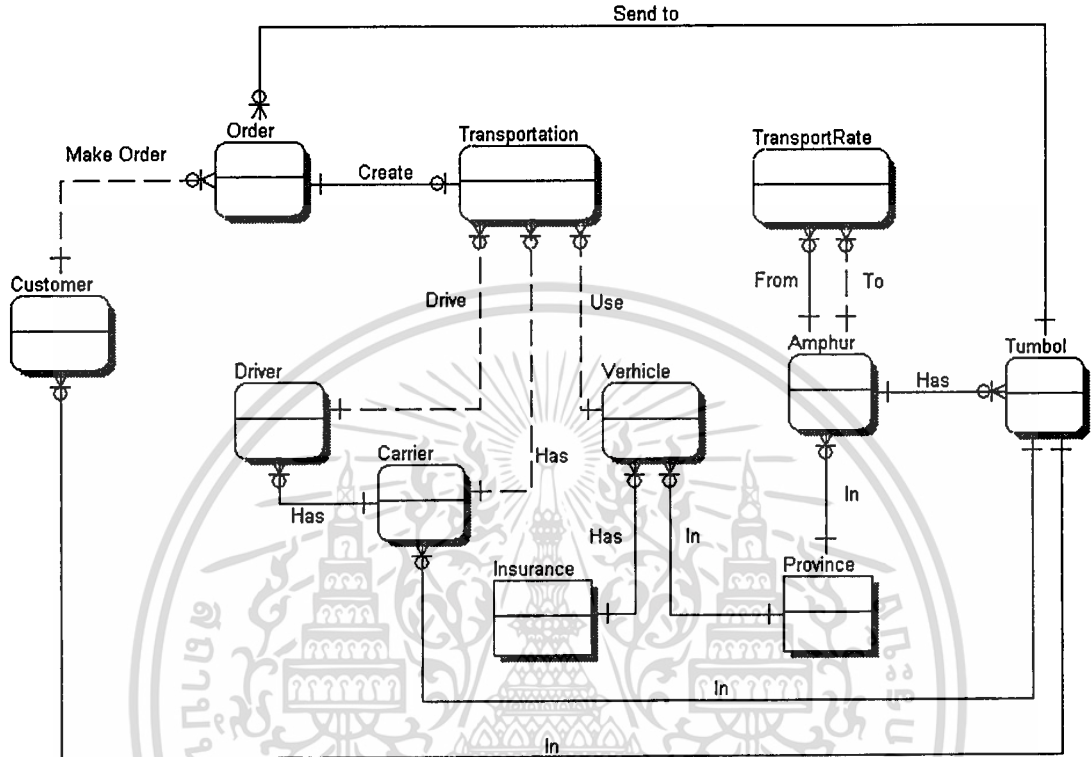 Send to
Order
Transportation
TransportRate
Make Order
Create
From
To
Customer
Drive
Use
Amphur
Tumbol
Driver
Verhicle
Has
Carrier
Has
Has
In
Has
In
Insurance
Province
In
In